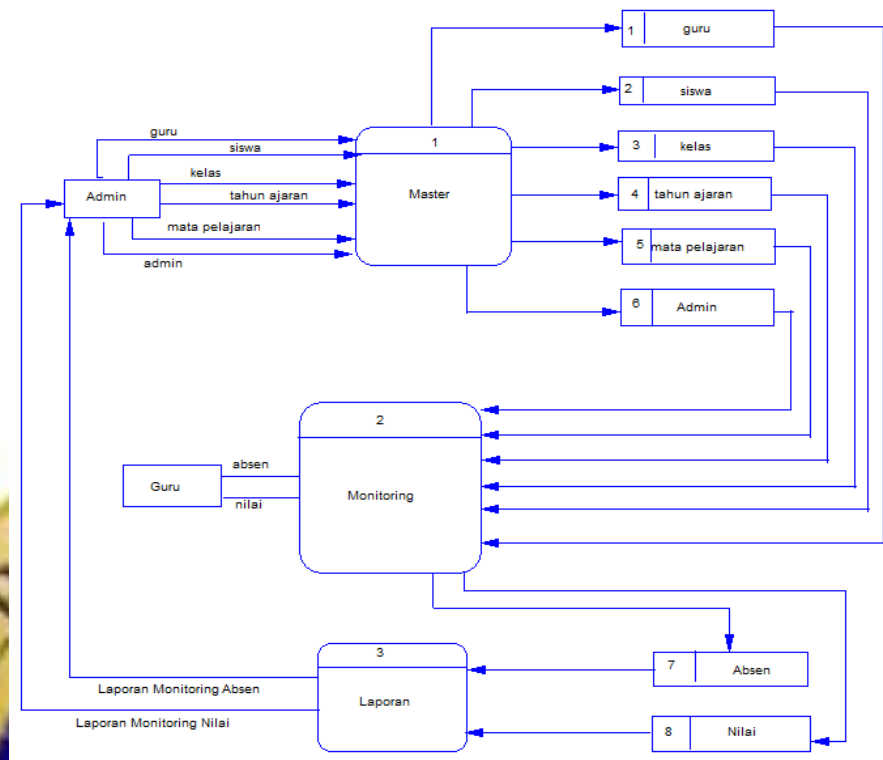 1 guru
2 siswa
guru
siswa
1
3 kelas
kelas
Admin
tahun ajaran
Master
4 tahun ajaran
mata pelajaran
5 mata pelajaran
admin
6 Admin
2
absen
Guru
Monitoring
nilai
3
7 Absen
Laporan Monitoring Absen
Laporan
Laporan Monitoring Nilai
8 Nilai